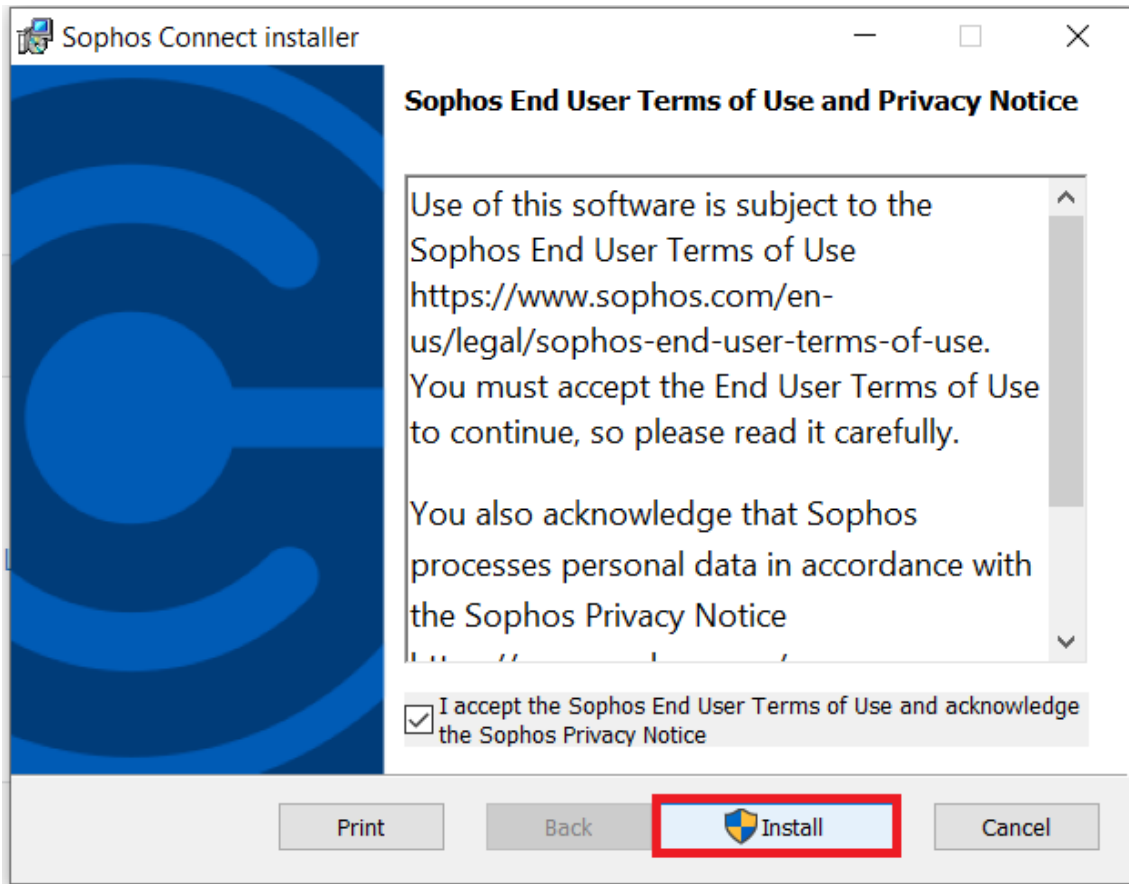 Sophos Connect installer
Sophos End User Terms of Use and Privacy Notice
Use of this software is subject to the
Sophos End User Terms of Use
https://www.sophos.com/en-
us/legal/sophos-end-user-terms-of-use.
You must accept the End User Terms of Use
to continue, so please read it carefully.
You also acknowledge that Sophos
processes personal data in accordance with
the Sophos Privacy Notice
I accept the Sophos End User Terms of Use and acknowledge
the Sophos Privacy Notice
Print
Back
Install
Cancel